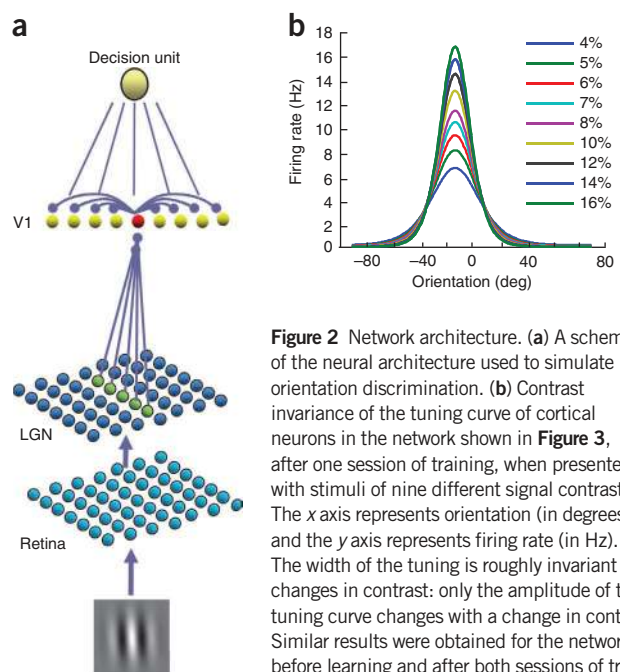 a
Decision unit
V1
LGN
Retina
b
18
16
14
12
10
8
6
4
2
0
Firing rate (Hz)
−80
−40
0
40
80
Orientation (deg)
4%
5%
6%
7%
8%
10%
12%
14%
16%
Figure 2 Network architecture. (a) A schem
of the neural architecture used to simulate
orientation discrimination. (b) Contrast
invariance of the tuning curve of cortical
neurons in the network shown in Figure 3,
after one session of training, when presente
with stimuli of nine different signal contrast
The x axis represents orientation (in degrees
and the y axis represents firing rate (in Hz).
The width of the tuning is roughly invariant
changes in contrast: only the amplitude of t
tuning curve changes with a change in cont
Similar results were obtained for the networ
before learning and after both sessions of tr